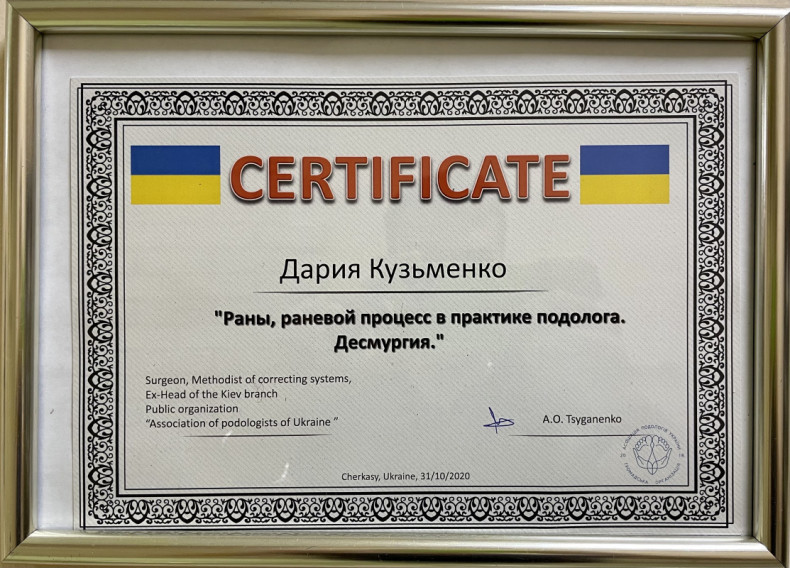 CERTIFICATE
Дария Кузьменко
"Раны, раневой процесс в практике подолога.
Десмургия."
Surgeon, Methodist of correcting systems,
Ex-Head of the Kiev branch
Public organization
“Association of podologists of Ukraine ”
A.O. Tsyganenko
Cherkasy, Ukraine, 31/10/2020